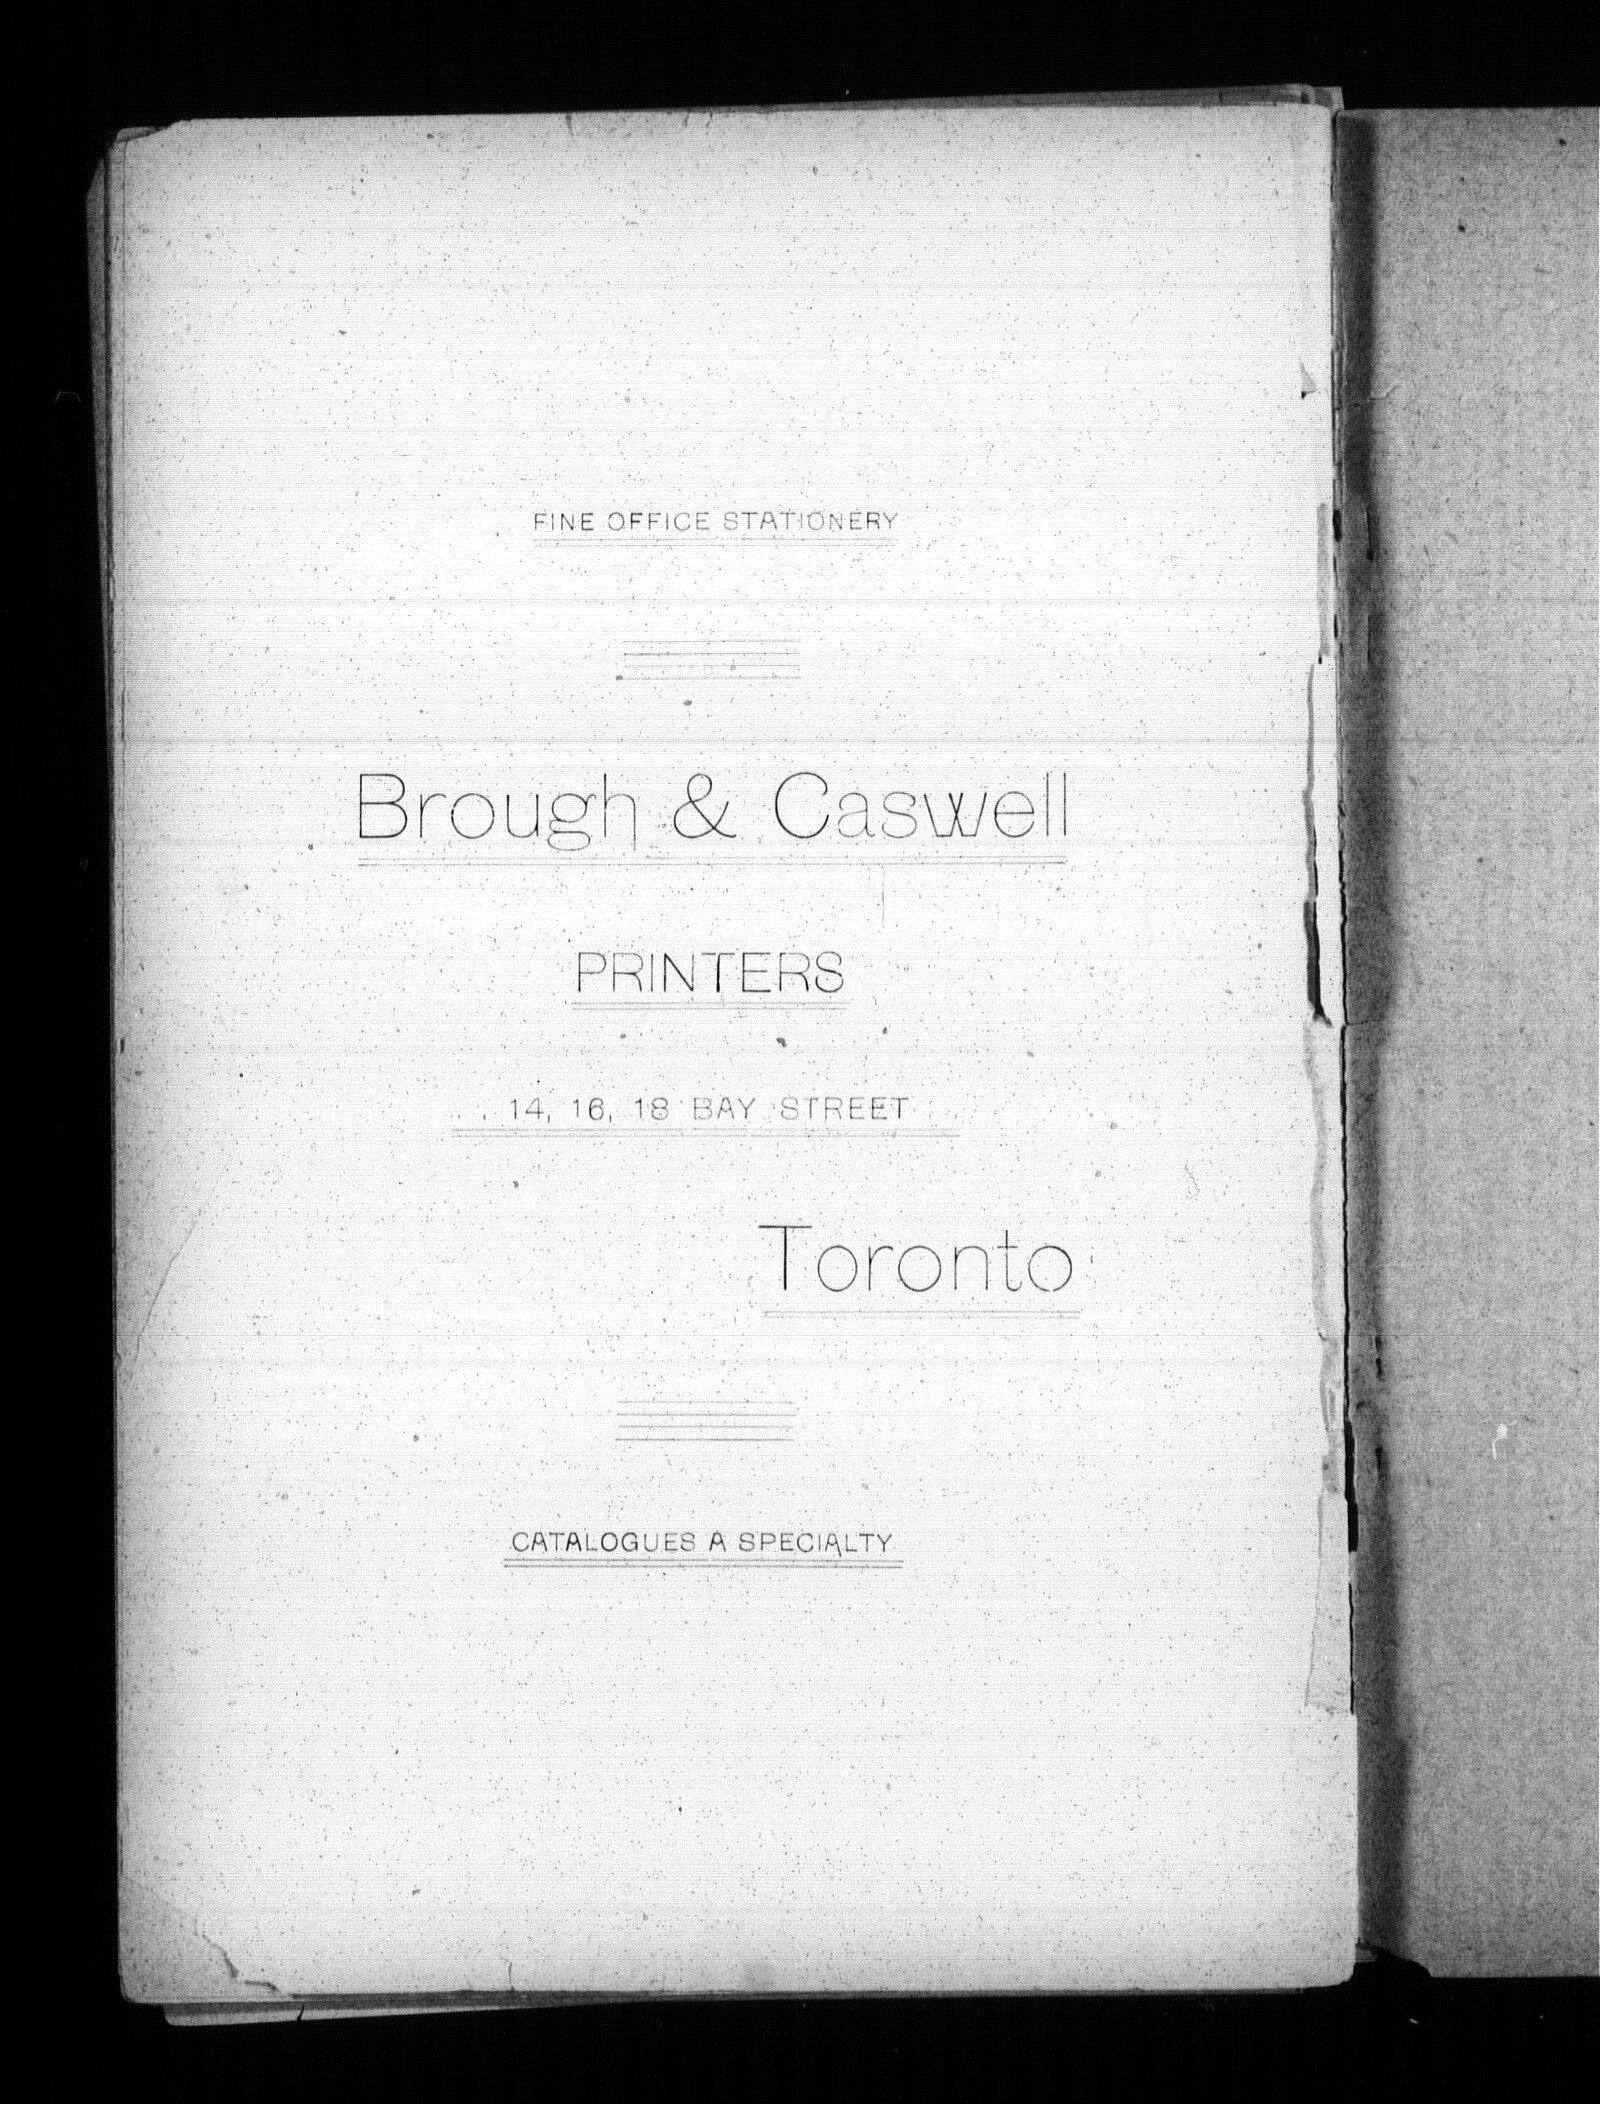 FINE OFFICE STATIONERY
Brough & Caswell
PRINTERS
14, 16, 18 BAY STREET
Toronto
CATALOGUES A SPECIALTY